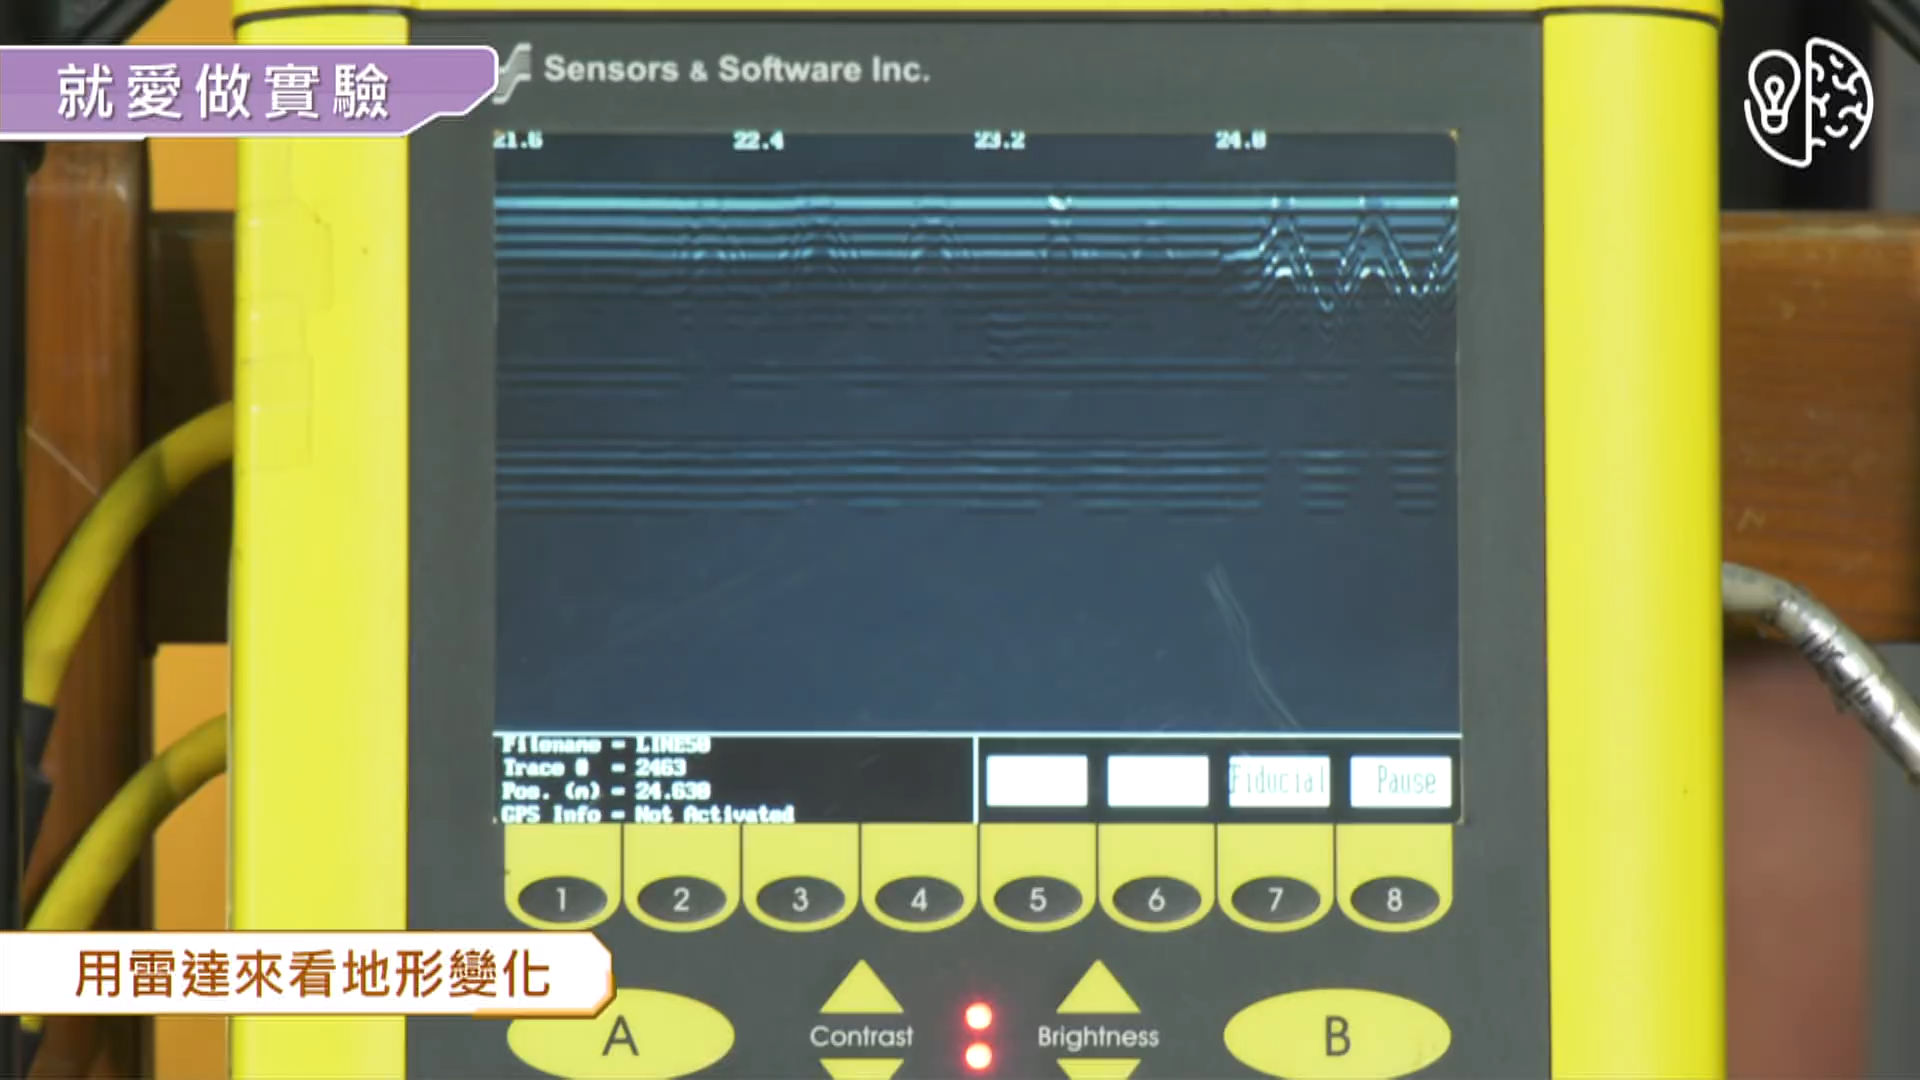 就愛做實驗
Sensors & Software Inc.
21.6 22.4 23.2 24.0
Filename = LINE50
Trace # = 2463
Pos. (m) = 24.630
GPS Info = Not Activated
Fiducial
Pause
1 2 3 4 5 6 7 8
用雷達來看地形變化
A
Contrast
Brightness
B